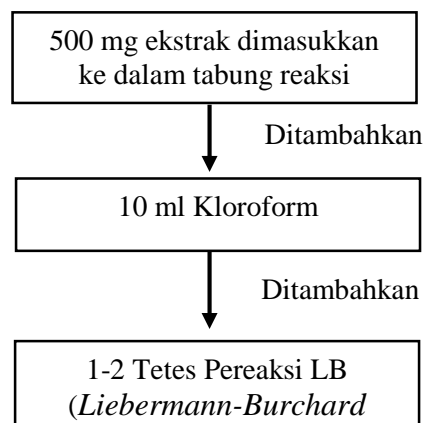 500 mg ekstrak dimasukkan
ke dalam tabung reaksi
Ditambahkan
10 ml Kloroform
Ditambahkan
1-2 Tetes Pereaksi LB
(Liebermann-Burchard